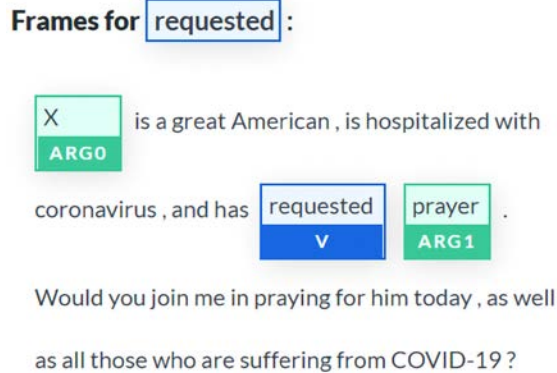 Frames for requested :
X is a great American , is hospitalized with
ARG0
coronavirus , and has requested prayer .
V ARG1
Would you join me in praying for him today , as well
as all those who are suffering from COVID-19 ?